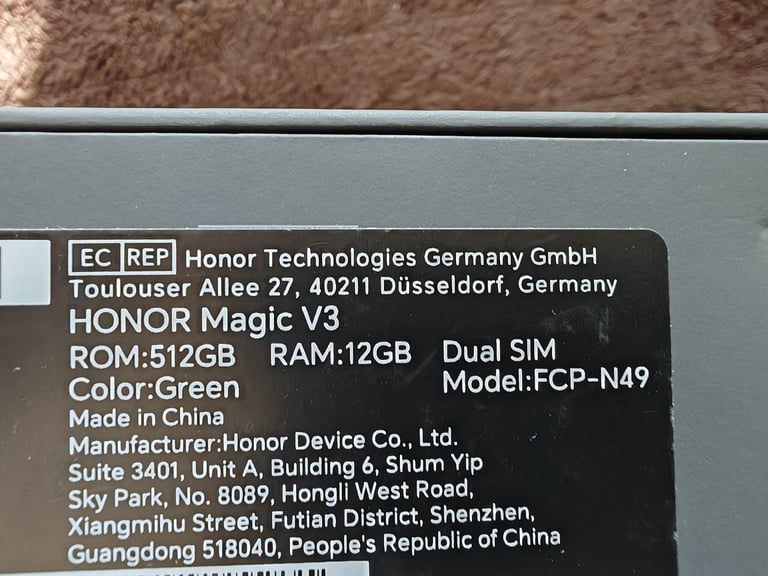 EC REP Honor Technologies Germany GmbH
Toulouser Allee 27, 40211 Düsseldorf, Germany
HONOR Magic V3
ROM:512GB RAM:12GB Dual SIM
Color:Green Model:FCP-N49
Made in China
Manufacturer:Honor Device Co., Ltd.
Suite 3401, Unit A, Building 6, Shum Yip
Sky Park, No. 8089, Hongli West Road,
Xiangmihu Street, Futian District, Shenzhen,
Guangdong 518040, People's Republic of China